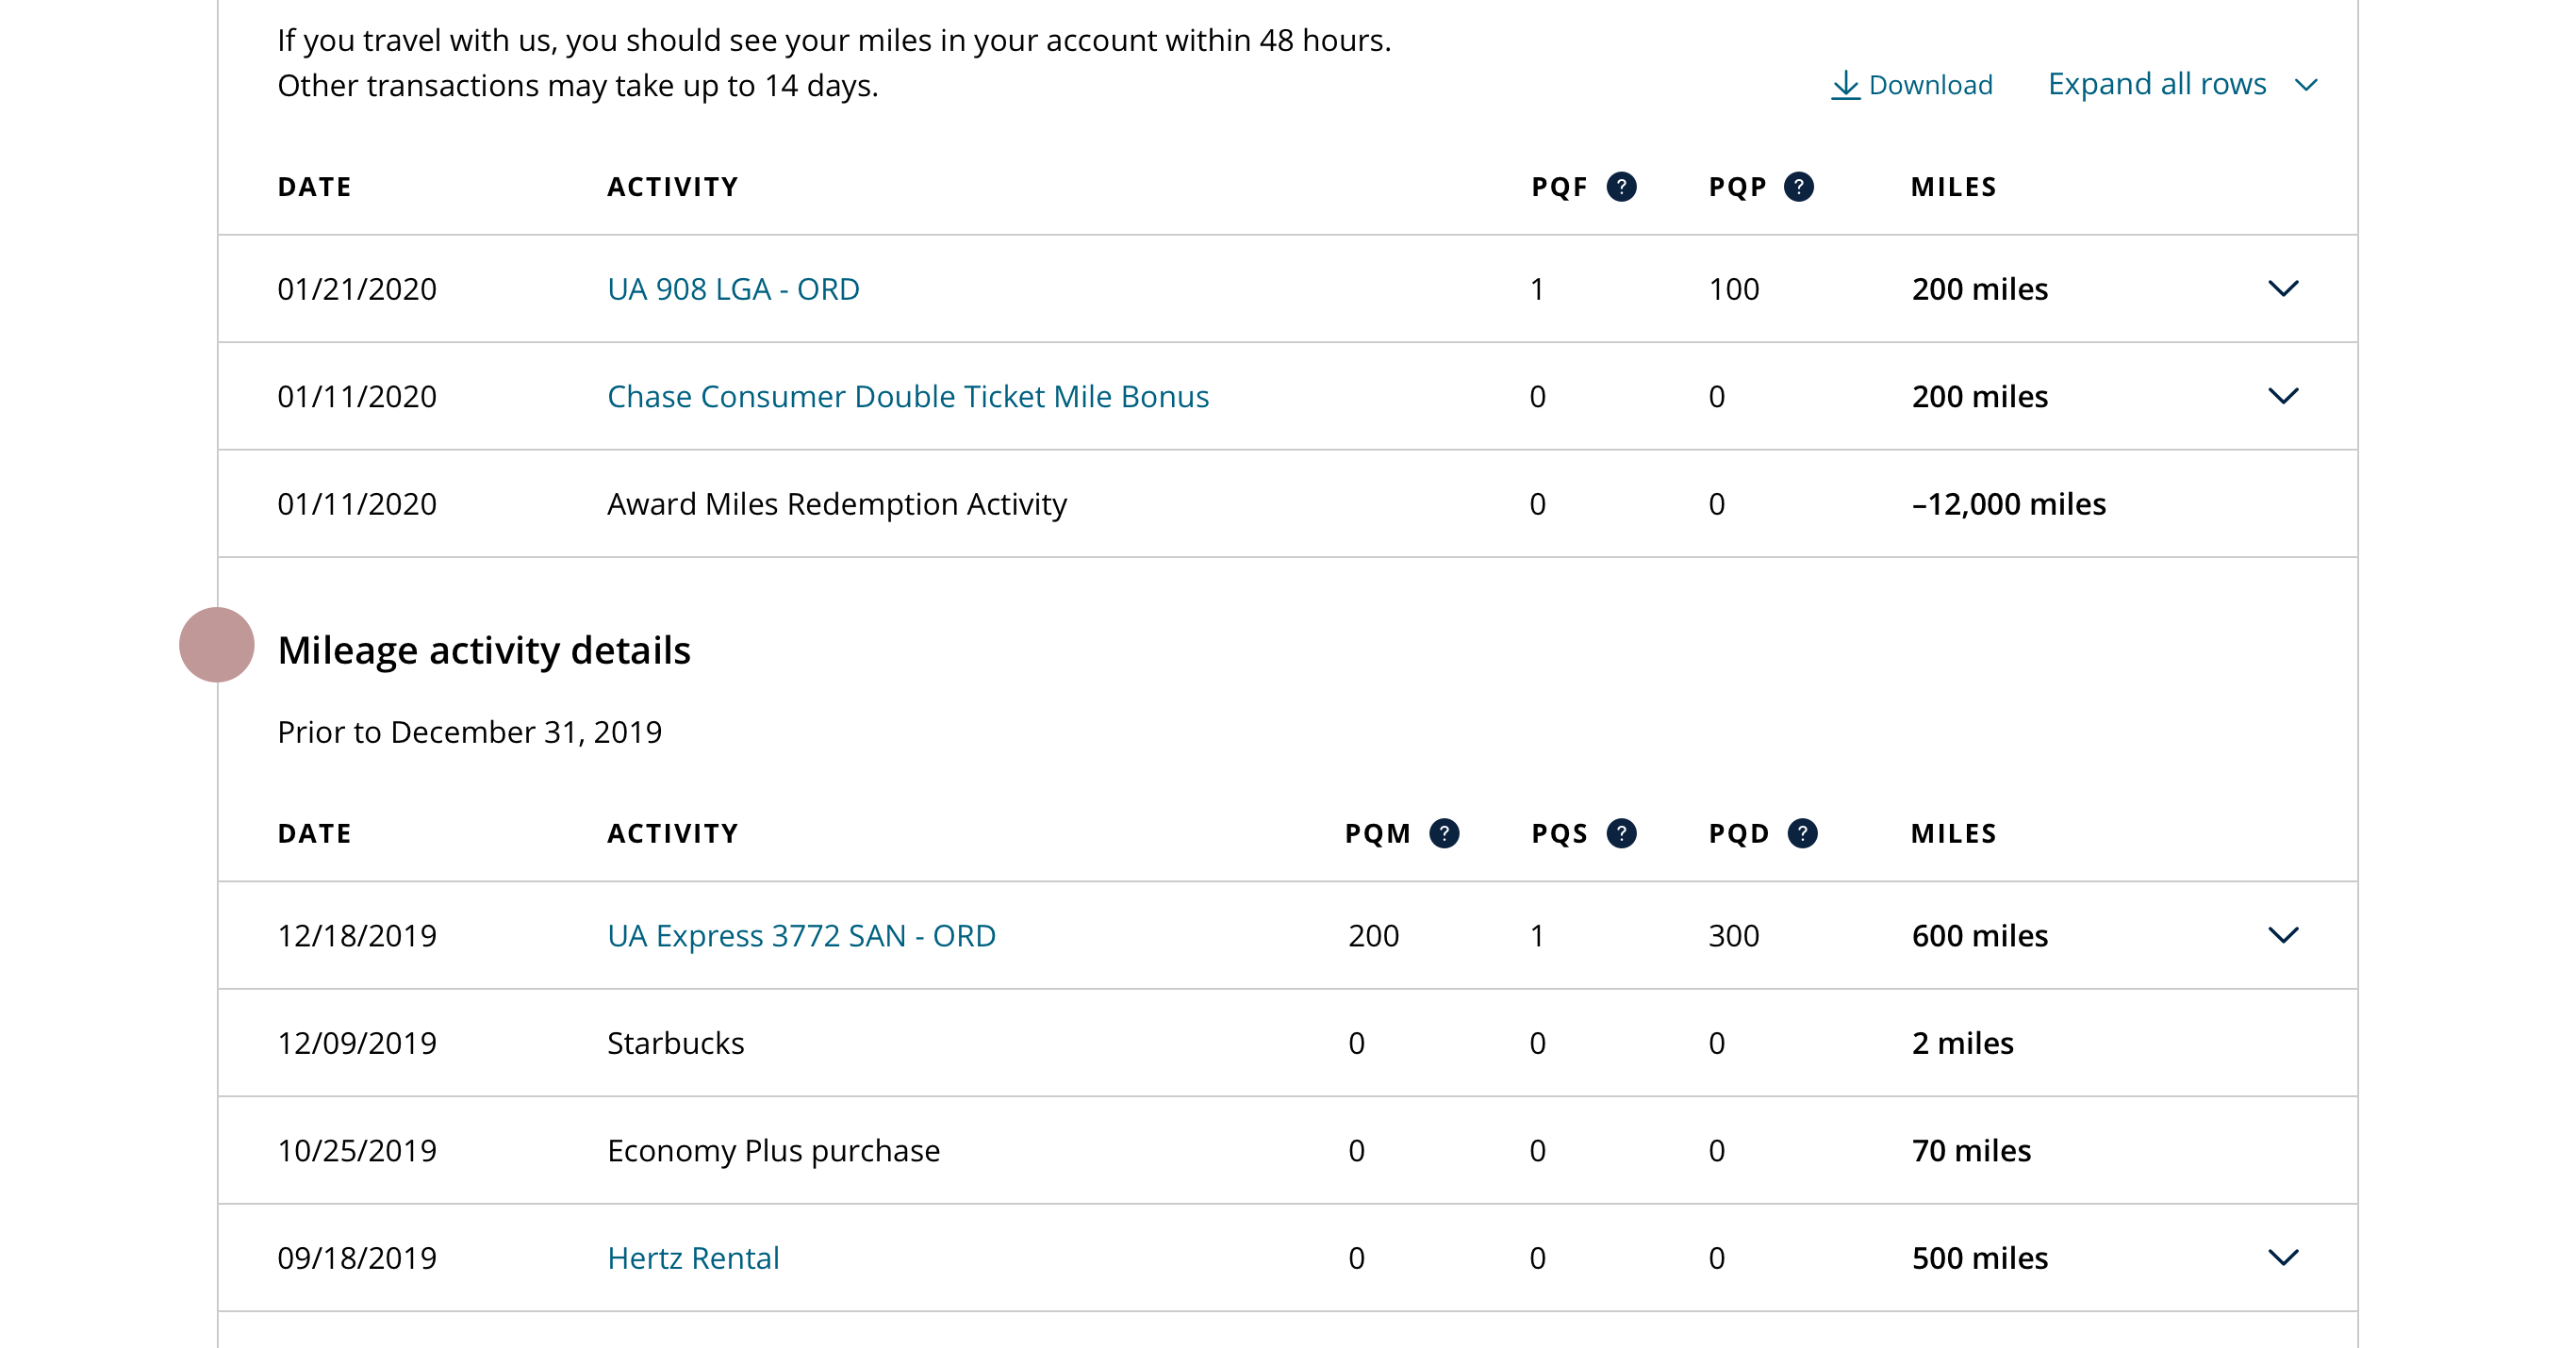 If you travel with us, you should see your miles in your account within 48 hours.
Other transactions may take up to 14 days.
Download Expand all rows
DATE ACTIVITY PQF ? PQP ? MILES
01/21/2020 UA 908 LGA - ORD 1 100 200 miles
01/11/2020 Chase Consumer Double Ticket Mile Bonus 0 0 200 miles
01/11/2020 Award Miles Redemption Activity 0 0 –12,000 miles
Mileage activity details
Prior to December 31, 2019
DATE ACTIVITY PQM ? PQS ? PQD ? MILES
12/18/2019 UA Express 3772 SAN - ORD 200 1 300 600 miles
12/09/2019 Starbucks 0 0 0 2 miles
10/25/2019 Economy Plus purchase 0 0 0 70 miles
09/18/2019 Hertz Rental 0 0 0 500 miles